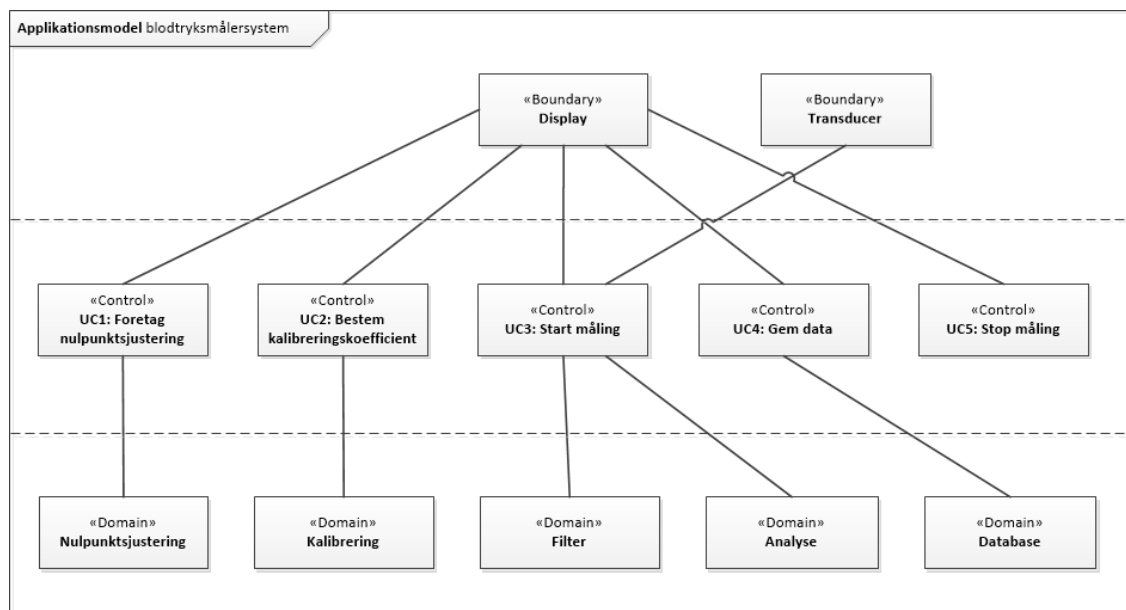 Applikationsmodel blodtryksmålersystem
«Boundary»
Display
«Boundary»
Transducer
«Control»
UC1: Foretag
nulpunktsjustering
«Control»
UC2: Bestem
kalibreringskoefficient
«Control»
UC3: Start måling
«Control»
UC4: Gem data
«Control»
UC5: Stop måling
«Domain»
Nulpunktsjustering
«Domain»
Kalibrering
«Domain»
Filter
«Domain»
Analyse
«Domain»
Database